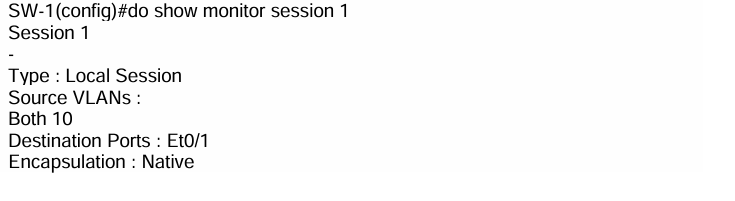 SW-1(config)#do show monitor session 1
Session 1
-
Type : Local Session
Source VLANs :
Both 10
Destination Ports : Et0/1
Encapsulation : Native